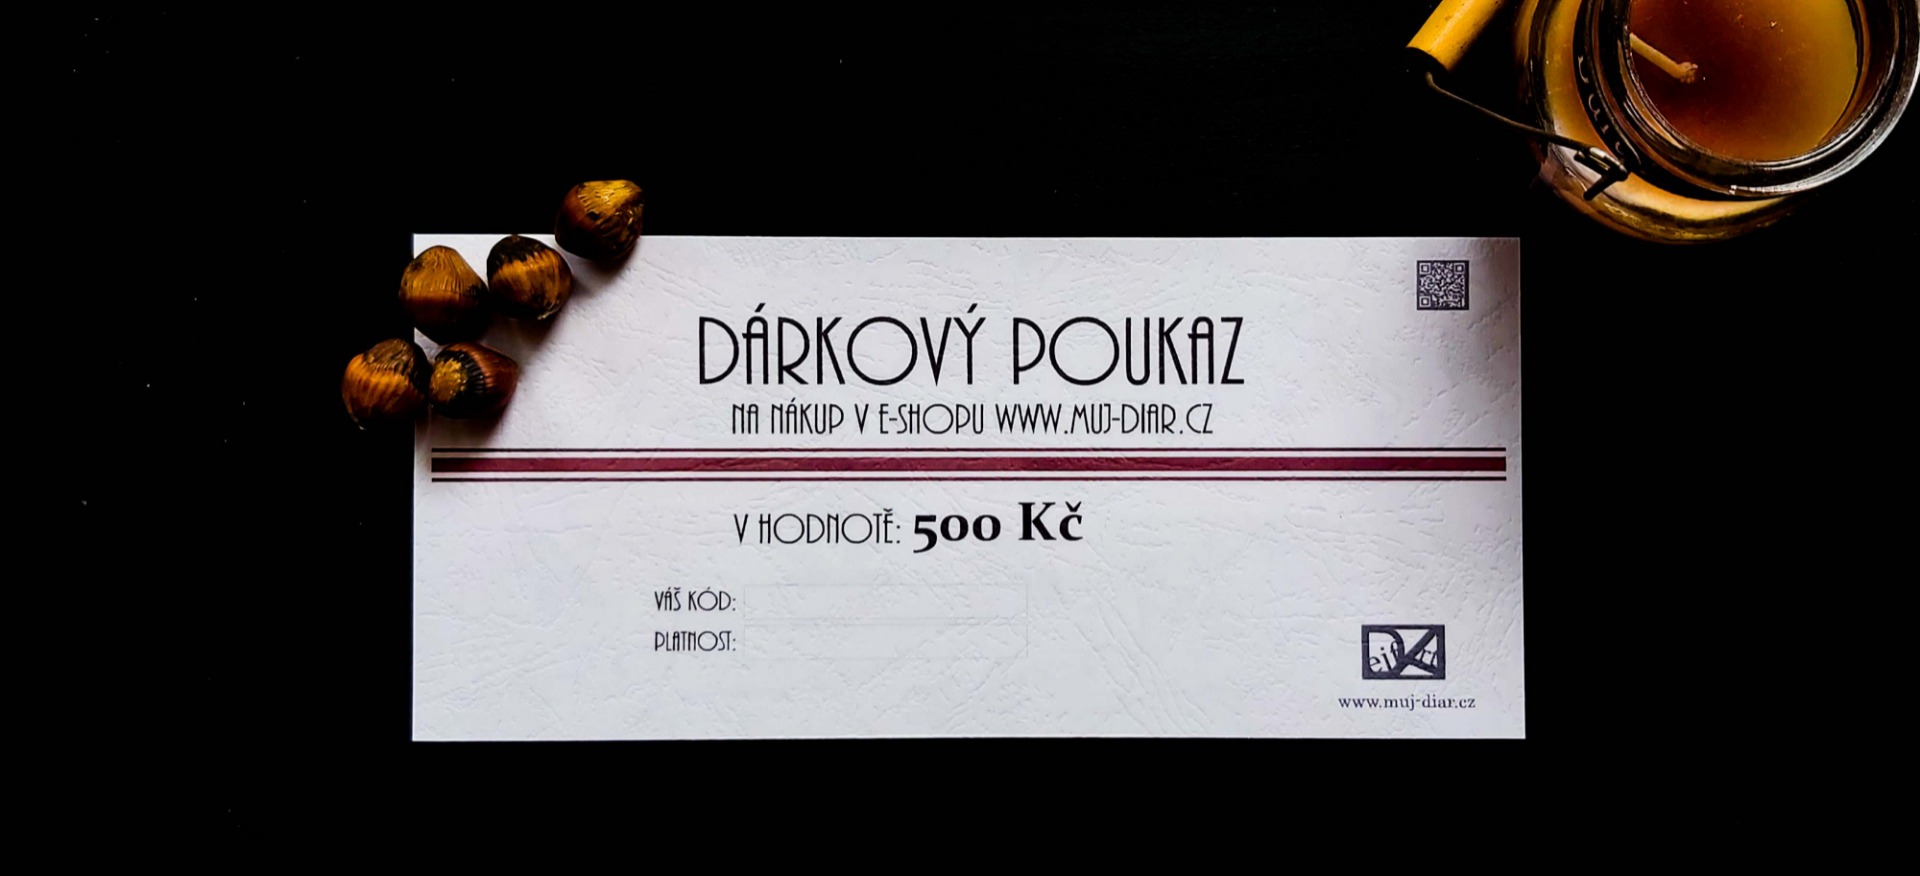 DÁRKOVÝ POUKAZ
NA NÁKUP V E-SHOPU WWW.MUJ-DIAR.CZ
V HODNOTĚ: 500 Kč
VÁŠ KÓD:
PLATNOST:
www.muj-diar.cz